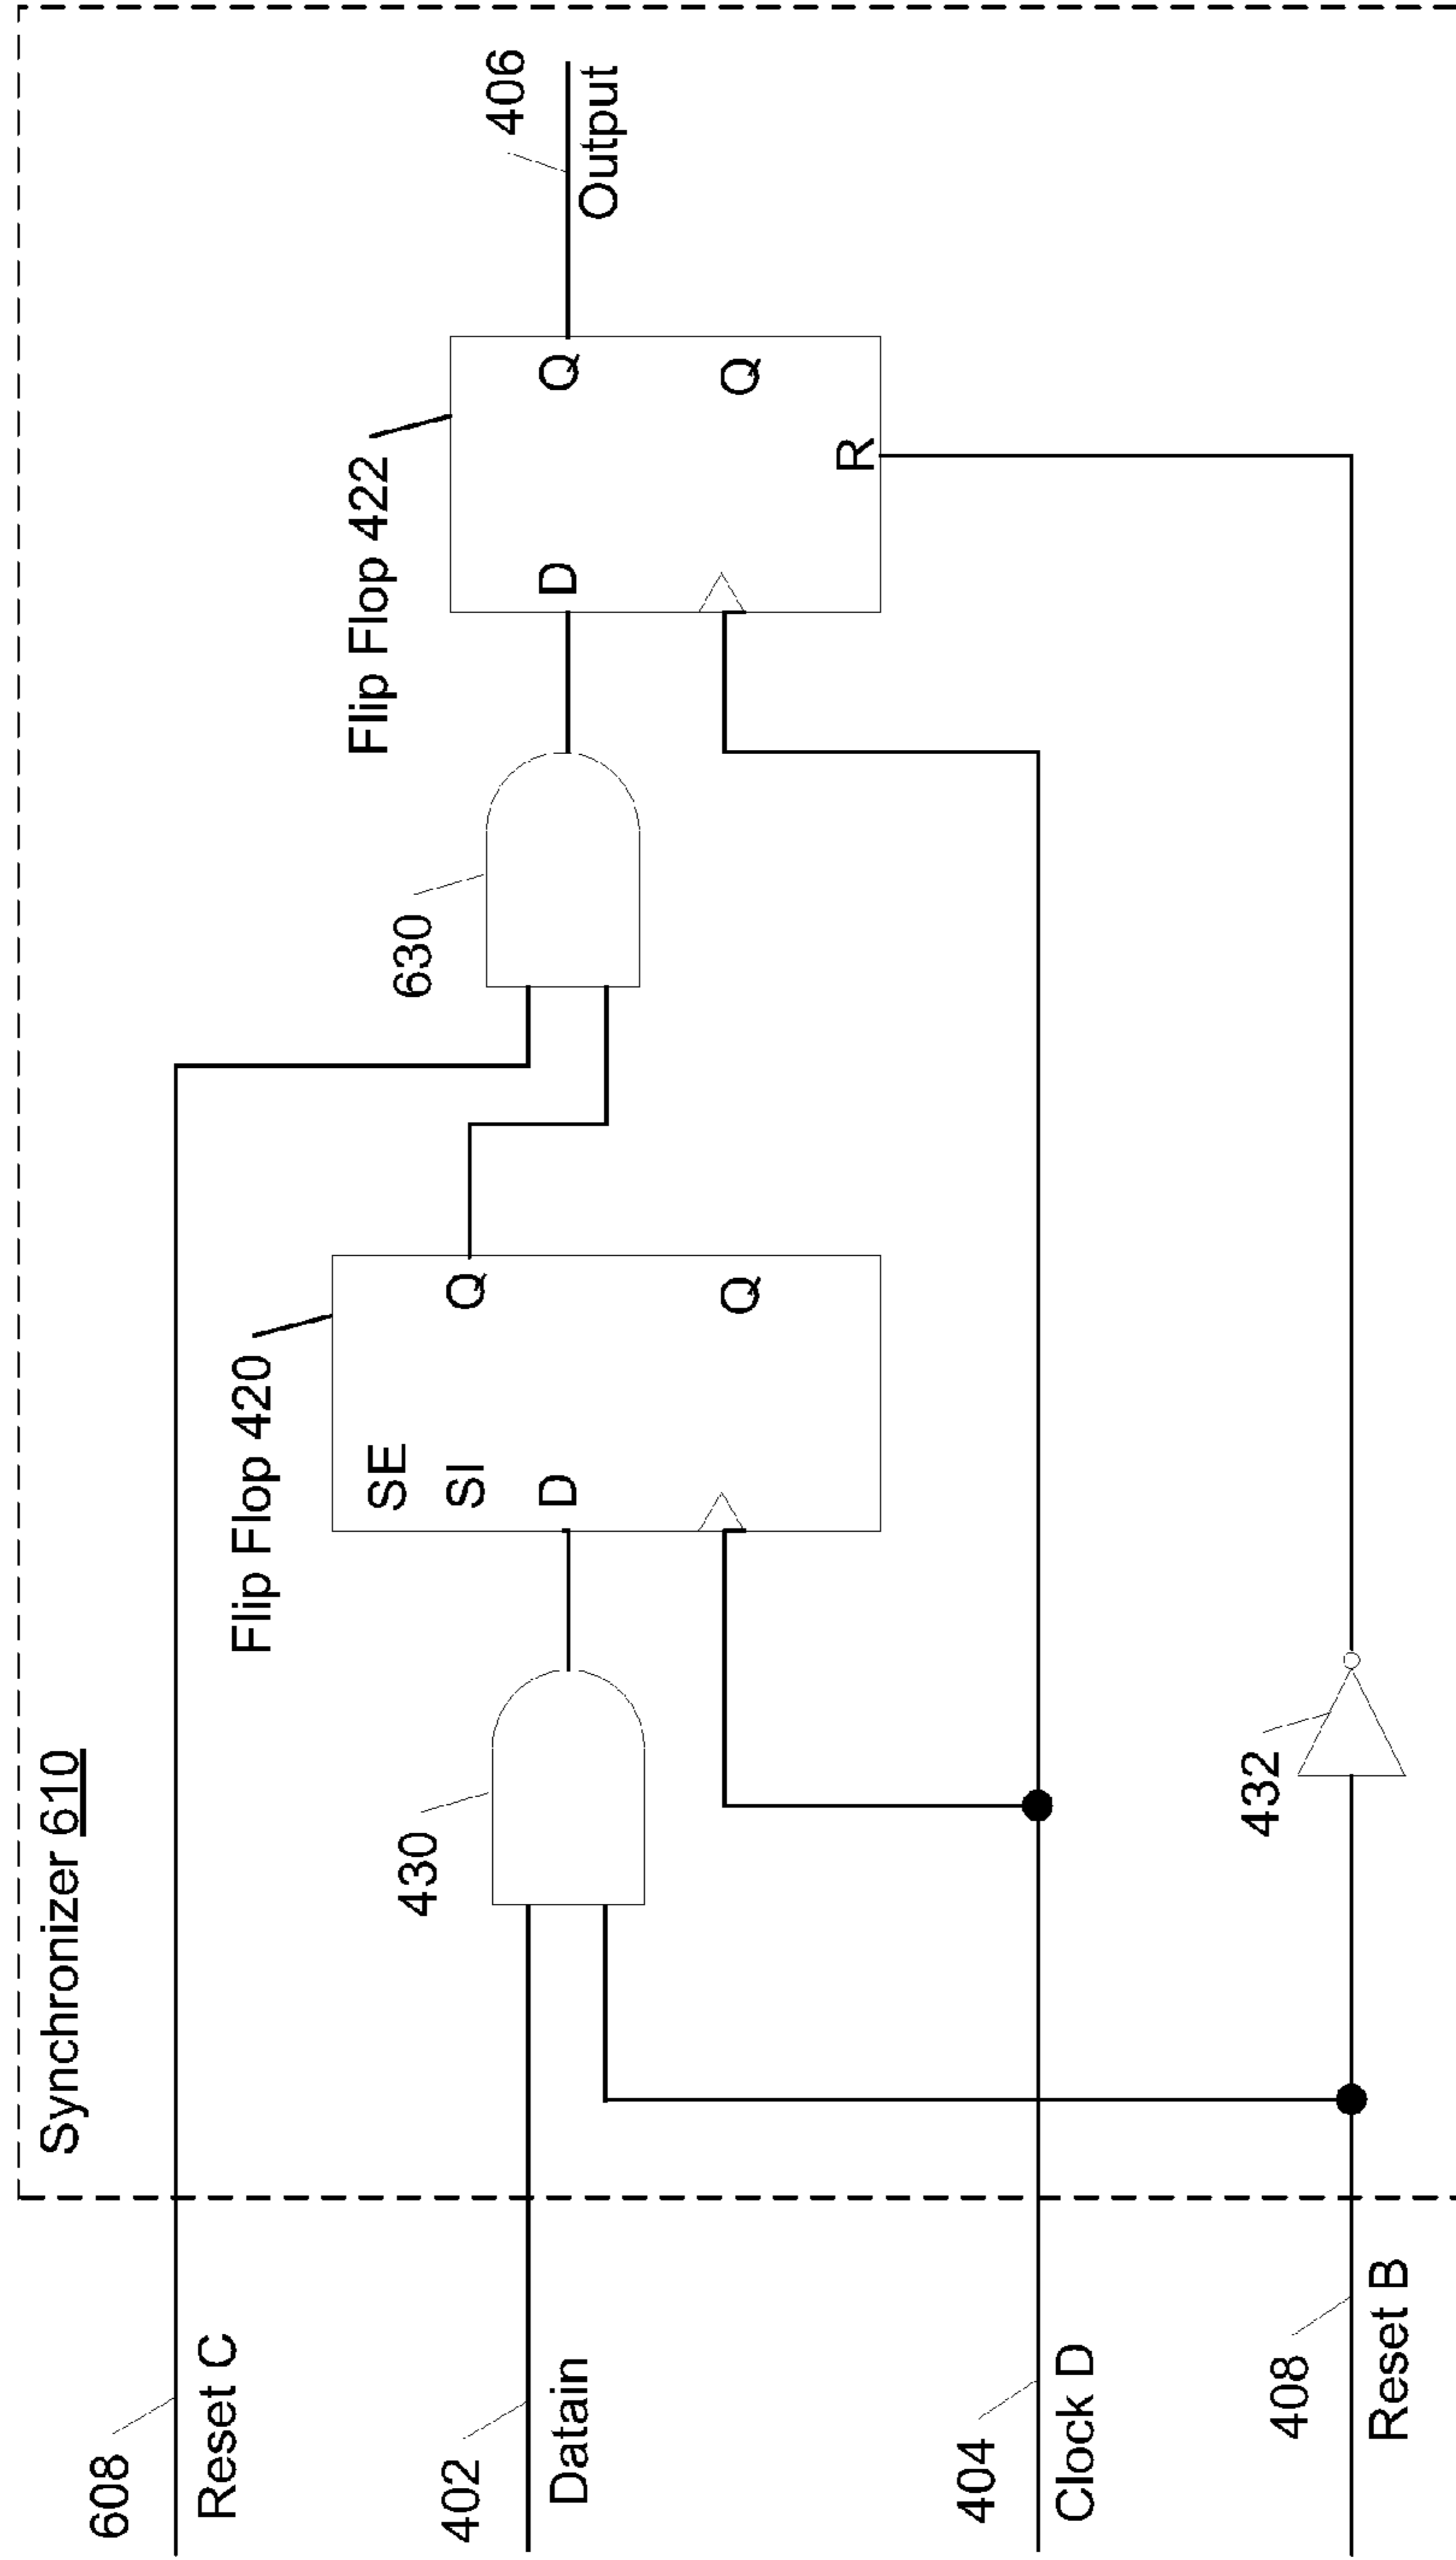 Synchronizer 610
608
Reset C
402
Datain
404
Clock D
408
Reset B
430
432
Flip Flop 420
SE
SI
D
Q
Q
630
Flip Flop 422
D
Q
Q
R
406
Output